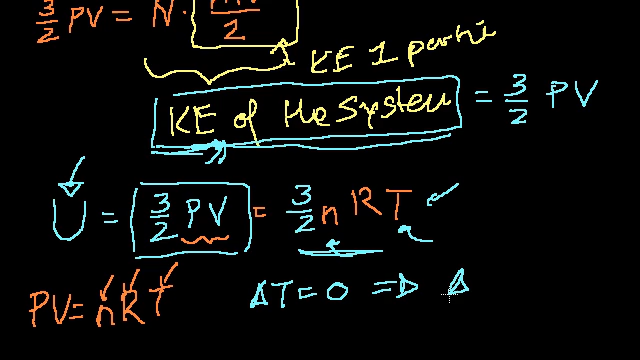 3/2 PV = N · mv/2
KE 1 parti
KE of the System = 3/2 PV
U = 3/2 PV = 3/2 n R T
PV = nRT
ΔT = 0 ⇒ Δ